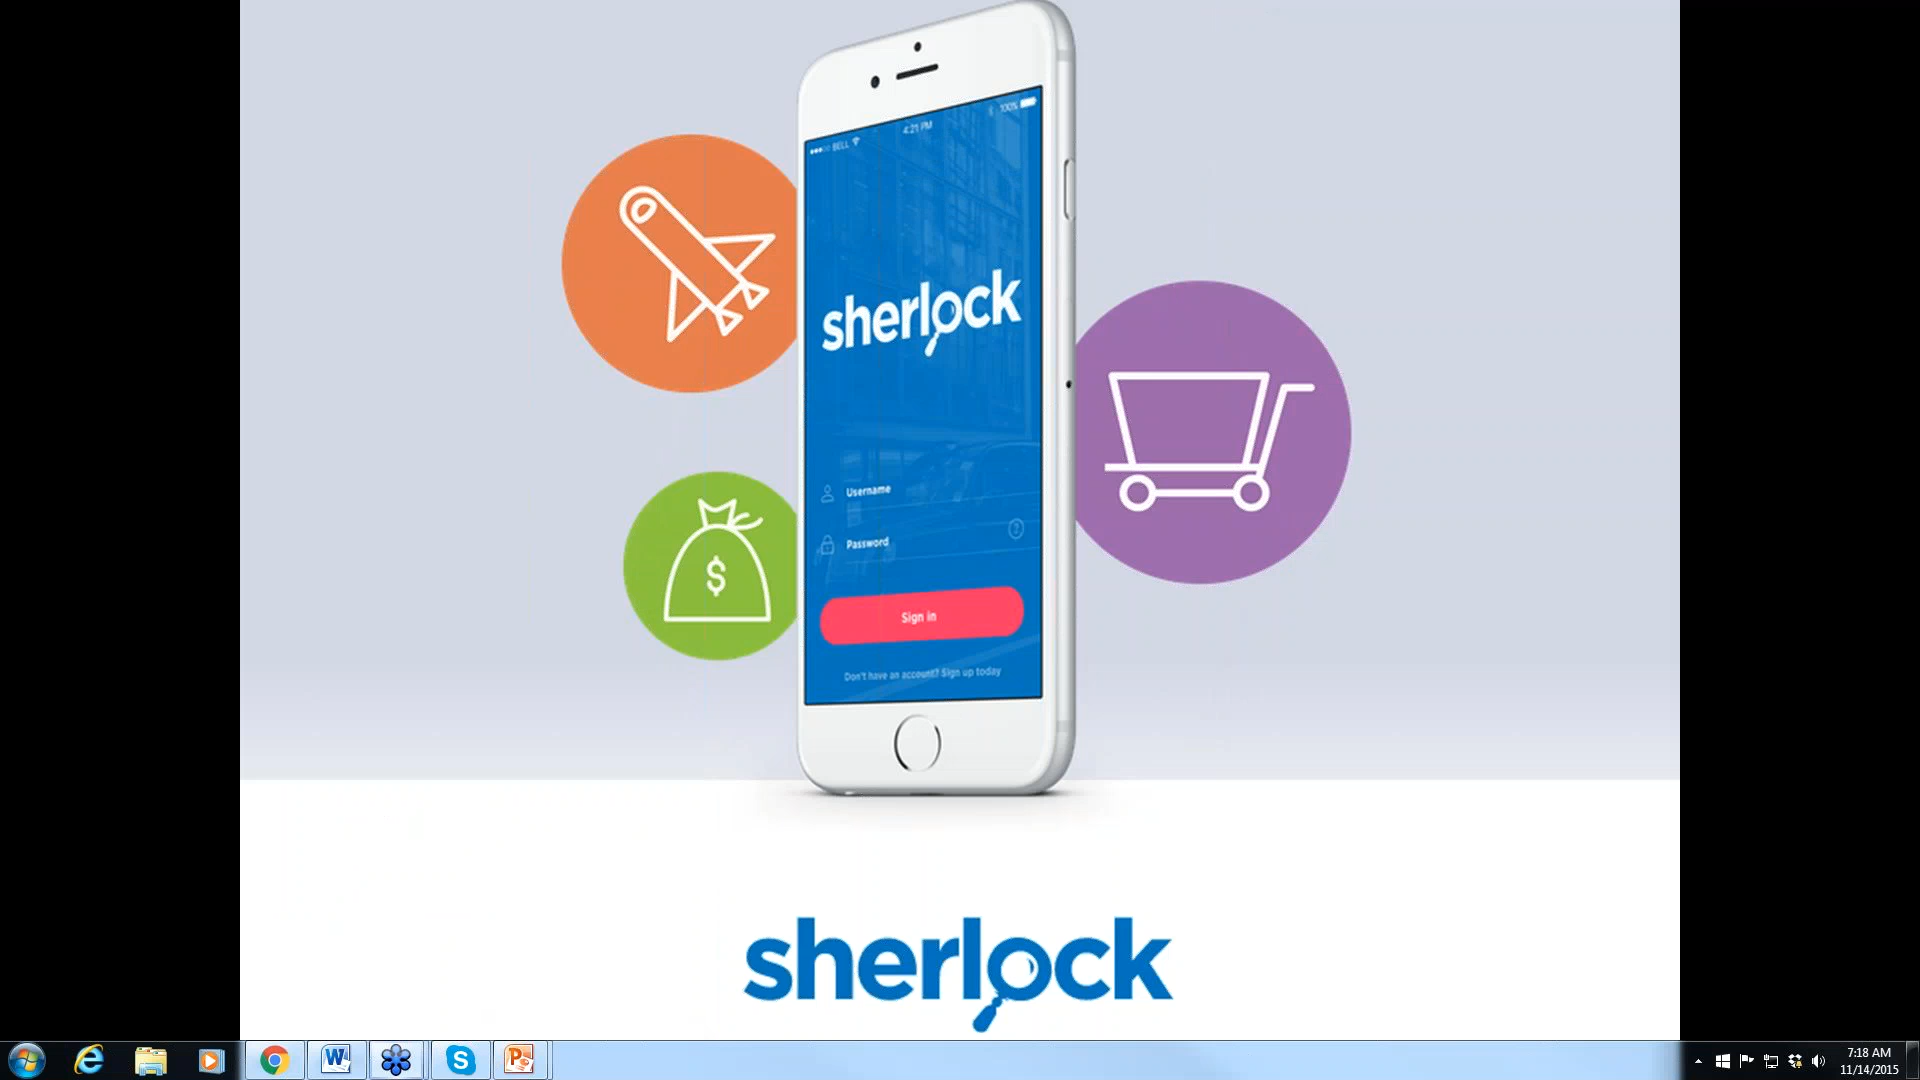 BELL
4:21 PM
100%
sherlock
Username
Password
?
Sign in
Don't have an account? Sign up today
$
sherlock
7:18 AM
11/14/2015